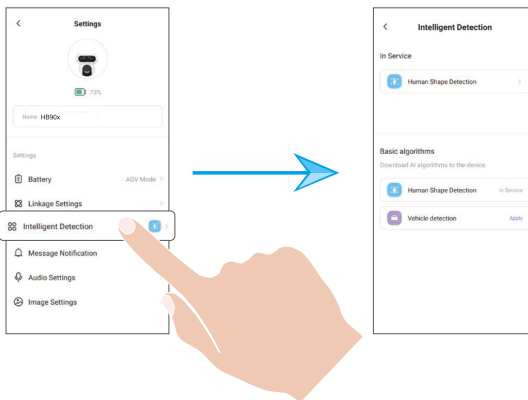 Settings
73%
Name HB90x
Settings
Battery AOV Mode
Linkage Settings
Intelligent Detection
Message Notification
Audio Settings
Image Settings
Intelligent Detection
In Service
Human Shape Detection
Basic algorithms
Download AI algorithms to the device.
Human Shape Detection In Service
Vehicle detection Apply